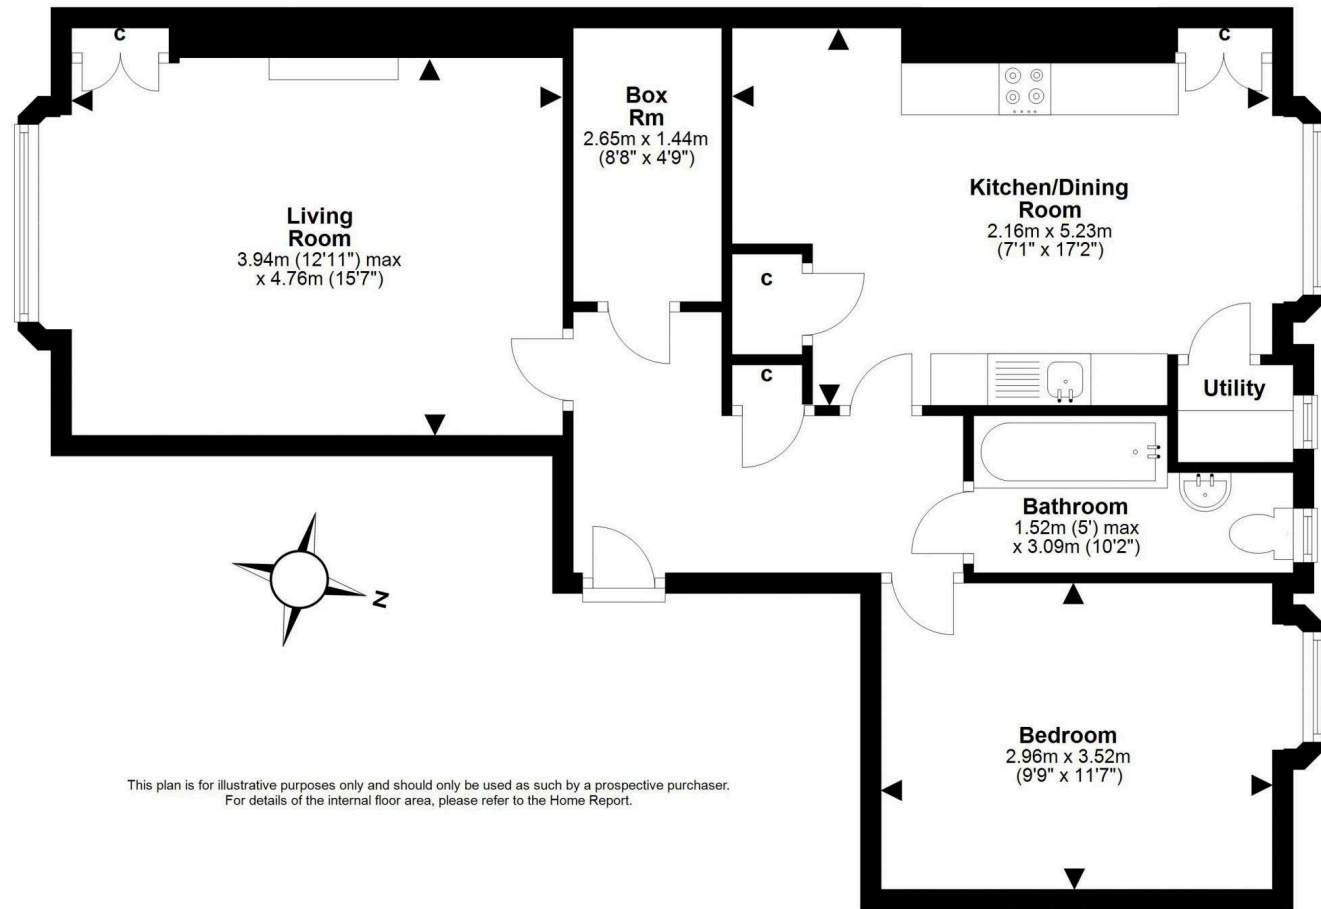 c
c
Box
Rm
2.65m x 1.44m
(8'8" x 4'9")
Kitchen/Dining
Room
2.16m x 5.23m
(7'1" x 17'2")
Living
Room
3.94m (12'11") max
x 4.76m (15'7")
c
c
Utility
Bathroom
1.52m (5') max
x 3.09m (10'2")
N
Bedroom
2.96m x 3.52m
(9'9" x 11'7")
This plan is for illustrative purposes only and should only be used as such by a prospective purchaser.
For details of the internal floor area, please refer to the Home Report.